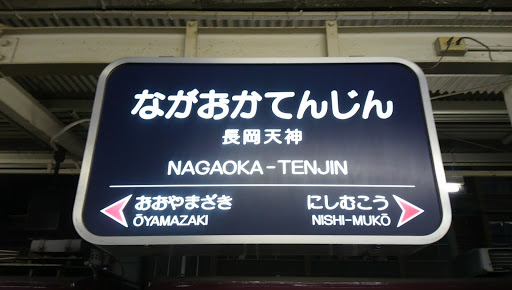 ながおかてんじん
長岡天神
NAGAOKA-TENJIN
おおやまざき にしむこう
ŌYAMAZAKI NISHI-MUKŌ